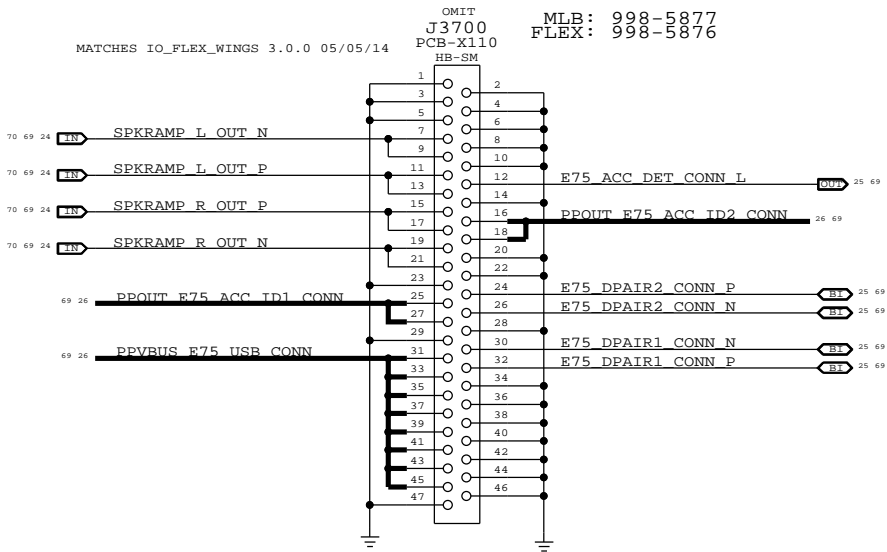 OMIT
J3700
PCB-X110
HB-SM
MLB: 998-5877
FLEX: 998-5876
MATCHES IO_FLEX_WINGS 3.0.0 05/05/14
1
2
3
4
5
6
70 69 24 IN SPKRAMP_L_OUT_N 7
8
9
10
70 69 24 IN SPKRAMP_L_OUT_P 11
12 E75_ACC_DET_CONN_L OUT 25 69
13
14
70 69 24 IN SPKRAMP_R_OUT_P 15
16 PPOUT_E75_ACC_ID2_CONN 26 69
17
18
70 69 24 IN SPKRAMP_R_OUT_N 19
20
21
22
23
24 E75_DPAIR2_CONN_P BI 25 69
69 26 PPOUT_E75_ACC_ID1_CONN 25
26 E75_DPAIR2_CONN_N BI 25 69
27
28
29
30 E75_DPAIR1_CONN_N BI 25 69
69 26 PPVBUS_E75_USB_CONN 31
32 E75_DPAIR1_CONN_P BI 25 69
33
34
35
36
37
38
39
40
41
42
43
44
45
46
47